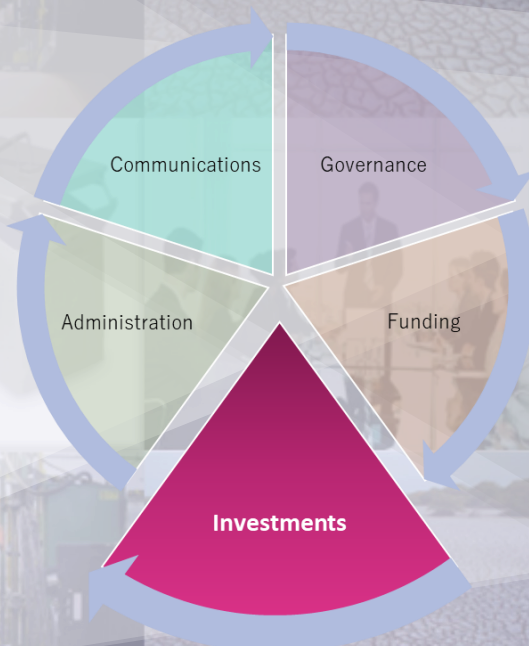 Communications
Governance
Administration
Funding
Investments